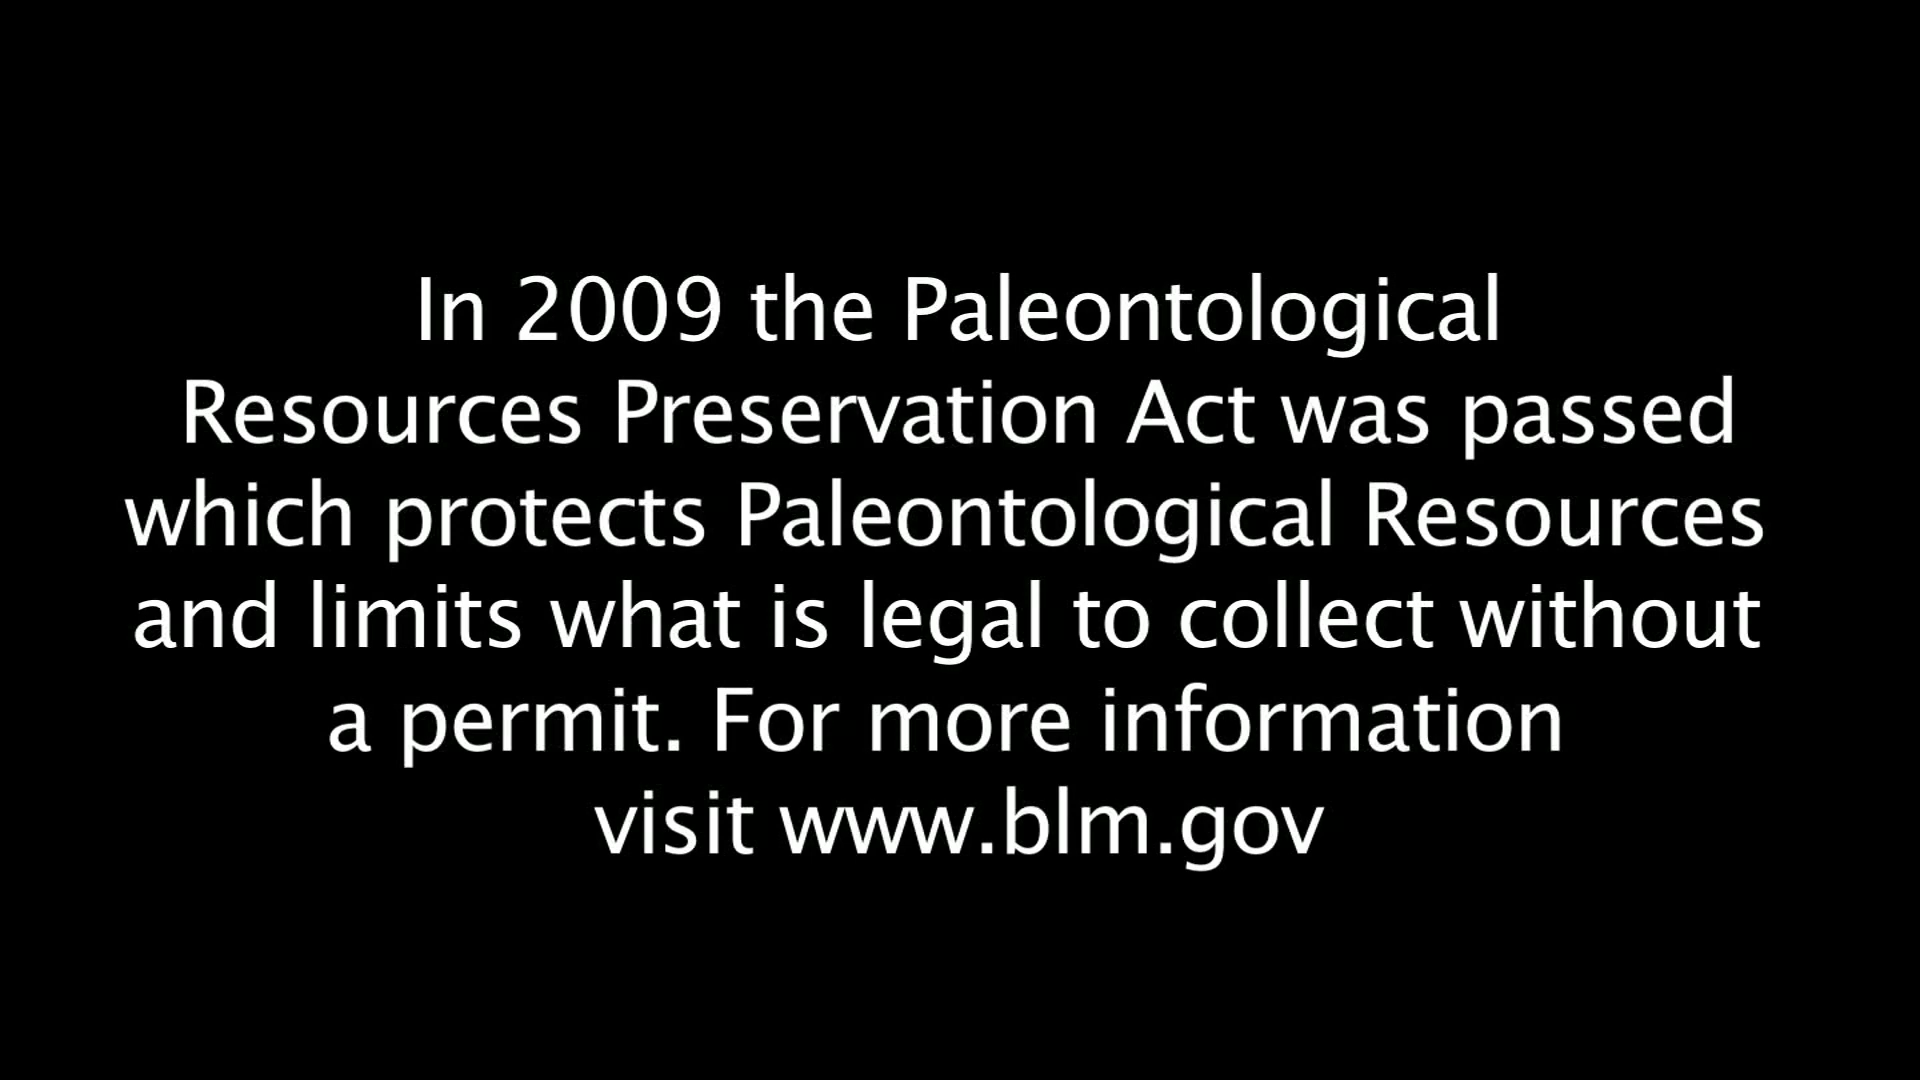 In 2009 the Paleontological
Resources Preservation Act was passed
which protects Paleontological Resources
and limits what is legal to collect without
a permit. For more information
visit www.blm.gov